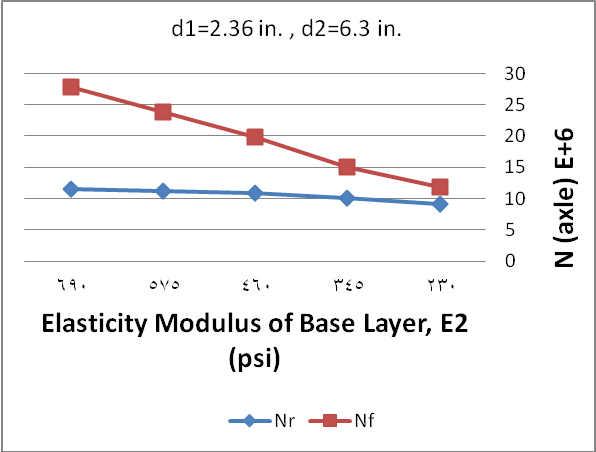 d1=2.36 in. , d2=6.3 in.
30
25
20
15
10
5
0
N (axle) E+6
٦٩٠ ٥٧٥ ٤٦٠ ٣٤٥ ٢٣٠
Elasticity Modulus of Base Layer, E2
(psi)
Nr Nf